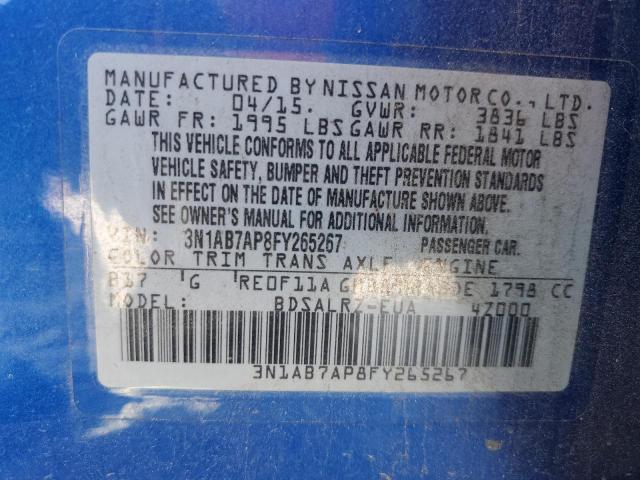 MANUFACTURED BY NISSAN MOTOR CO., LTD.
DATE: 04/15. GVWR: 3836 LBS
GAWR FR: 1995 LBS GAWR RR: 1841 LBS
THIS VEHICLE CONFORMS TO ALL APPLICABLE FEDERAL MOTOR
VEHICLE SAFETY, BUMPER AND THEFT PREVENTION STANDARDS
IN EFFECT ON THE DATE OF MANUFACTURE SHOWN ABOVE.
SEE OWNER'S MANUAL FOR ADDITIONAL INFORMATION.
VIN: 3N1AB7AP8FY265267 PASSENGER CAR.
COLOR TRIM TRANS AXLE ENGINE
B17 G RE0F11A 1798 CC
MODEL: BDSALRZ-EUA 4Z000
3N1AB7AP8FY265267